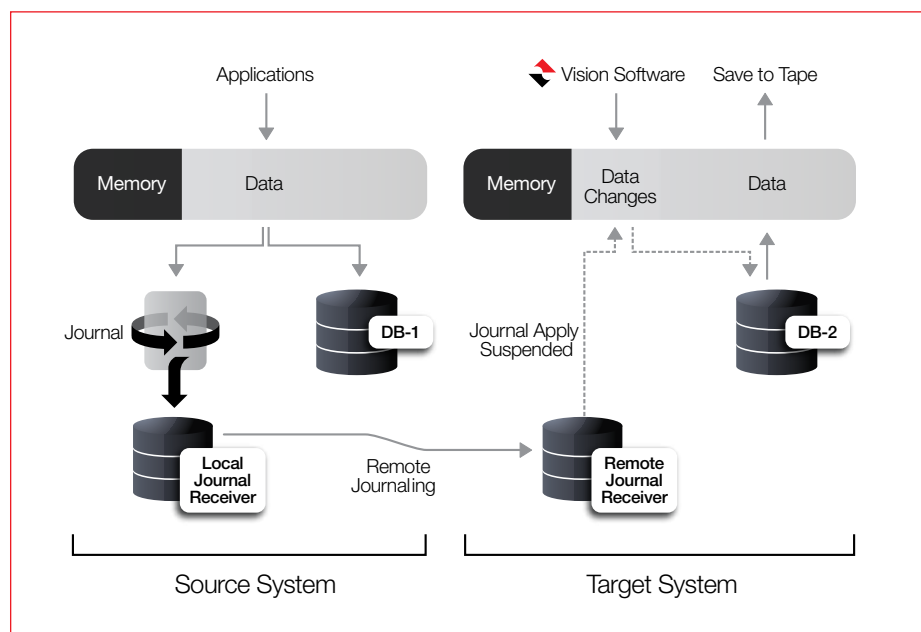 Applications
Vision Software
Save to Tape
Memory
Data
Memory
Data
Changes
Data
Journal
DB-1
Journal Apply
Suspended
DB-2
Local
Journal
Receiver
Remote
Journaling
Remote
Journal
Receiver
Source System
Target System